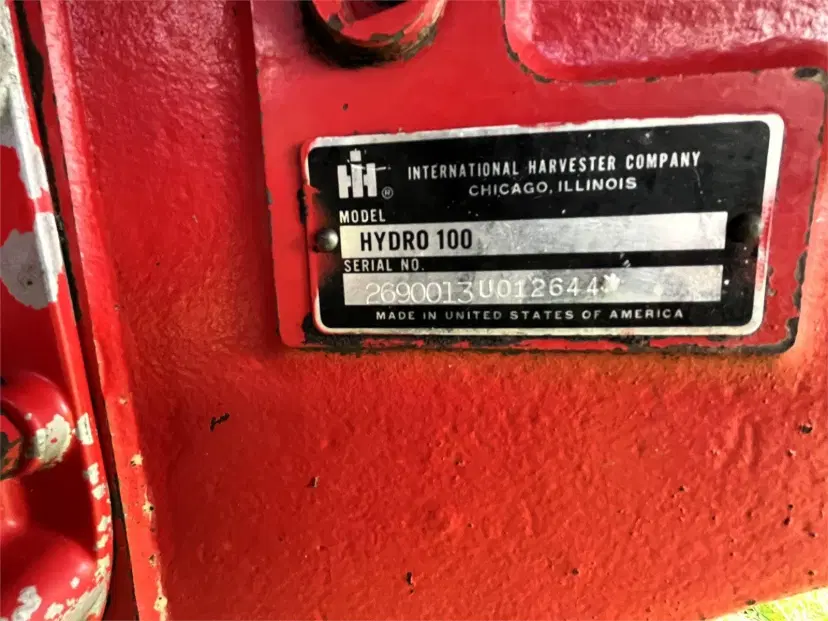 IH ®
INTERNATIONAL HARVESTER COMPANY
CHICAGO, ILLINOIS
MODEL
HYDRO 100
SERIAL NO.
2690013U012644*
MADE IN UNITED STATES OF AMERICA